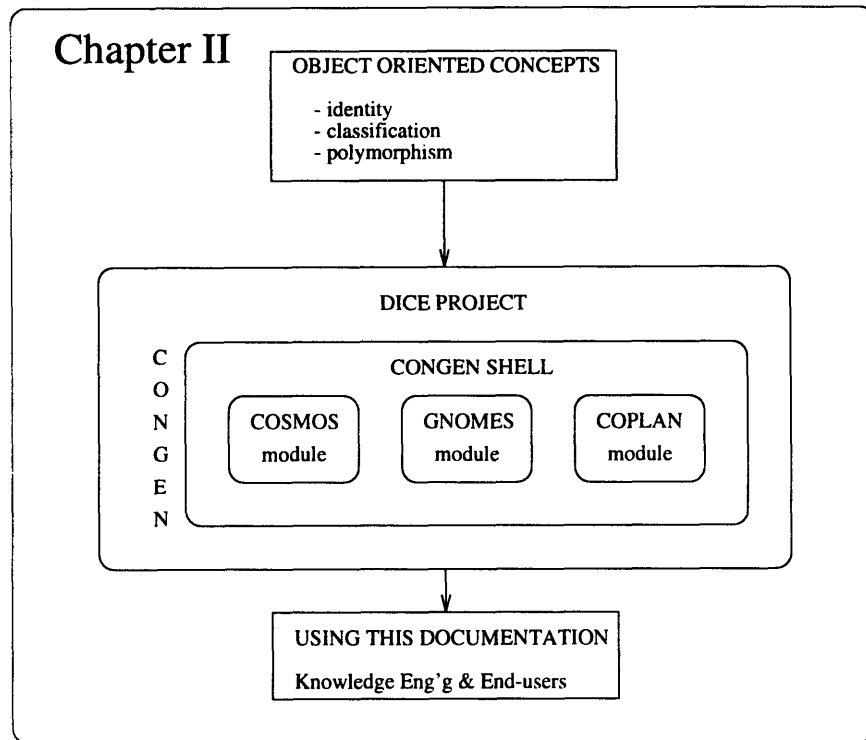 Chapter II
OBJECT ORIENTED CONCEPTS
- identity
- classification
- polymorphism
DICE PROJECT
C
O
N
G
E
N
CONGEN SHELL
COSMOS
module
GNOMES
module
COPLAN
module
USING THIS DOCUMENTATION
Knowledge Eng'g & End-users